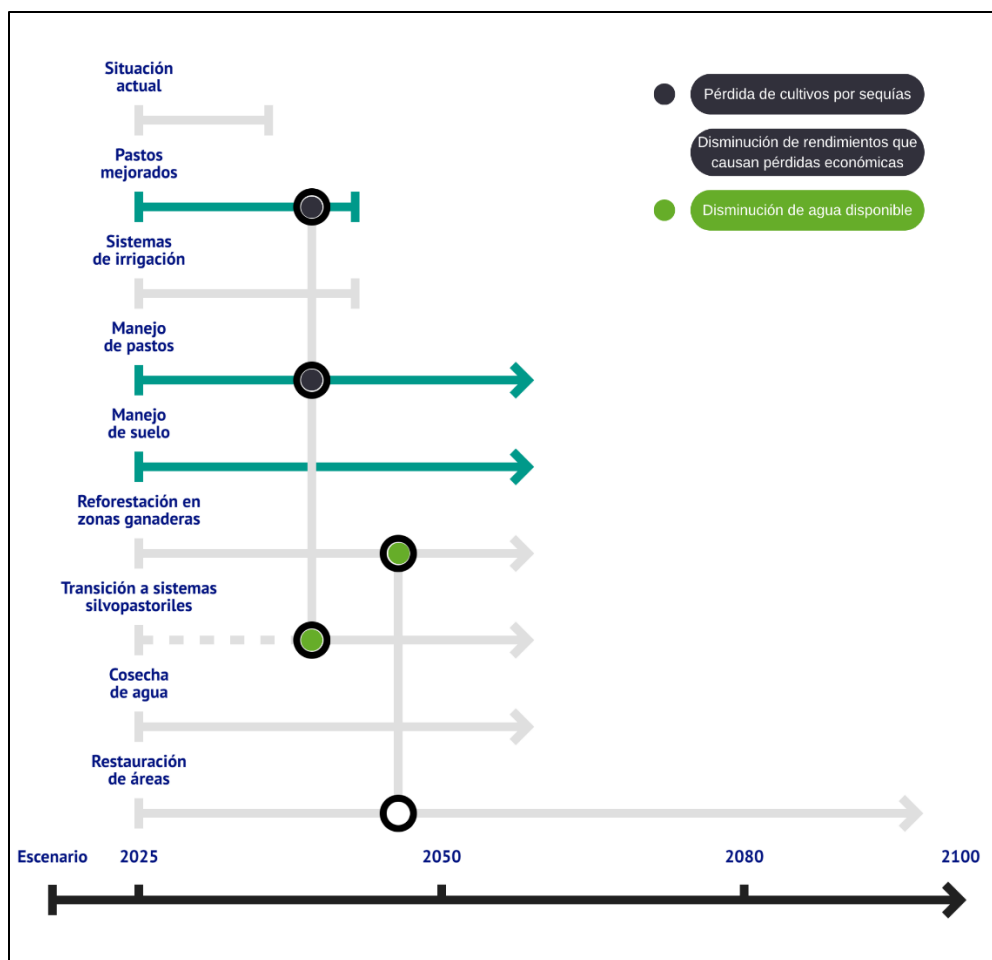 Situación
actual
Pérdida de cultivos por sequías
Pastos
mejorados
Disminución de rendimientos que
causan pérdidas económicas
Disminución de agua disponible
Sistemas
de irrigación
Manejo
de pastos
Manejo
de suelo
Reforestación en
zonas ganaderas
Transición a sistemas
silvopastoriles
Cosecha
de agua
Restauración
de áreas
Escenario 2025 2050 2080 2100